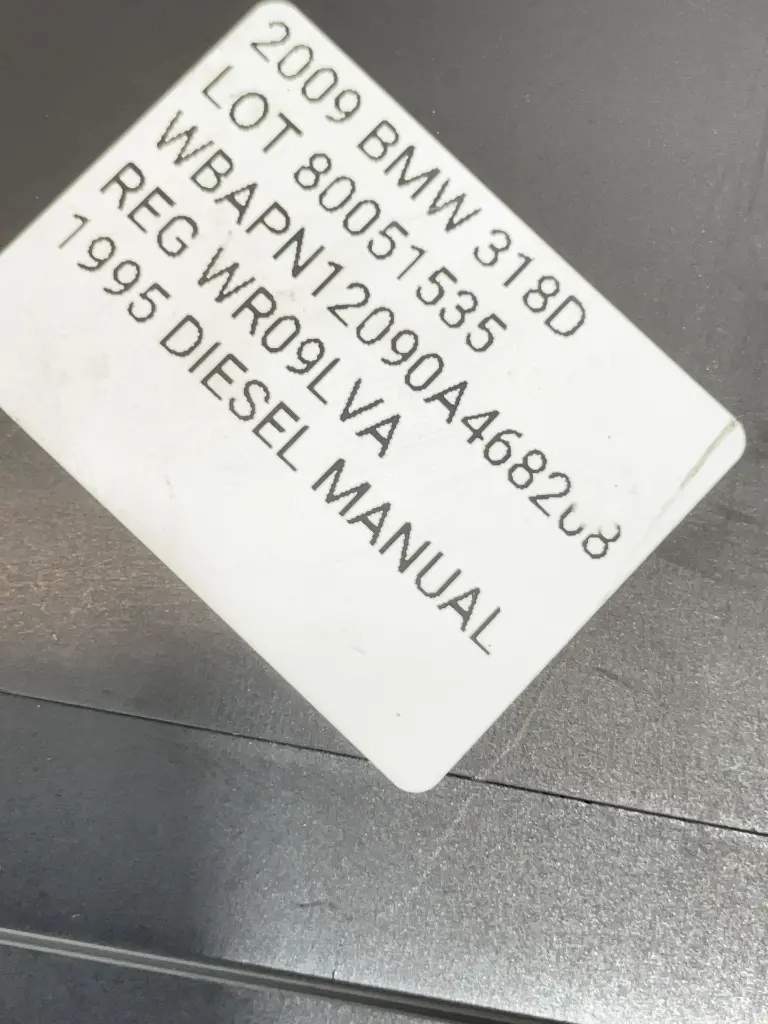 2009 BMW 318D
LOT 80051535
REG WR09LVA
1995 DIESEL MANUAL